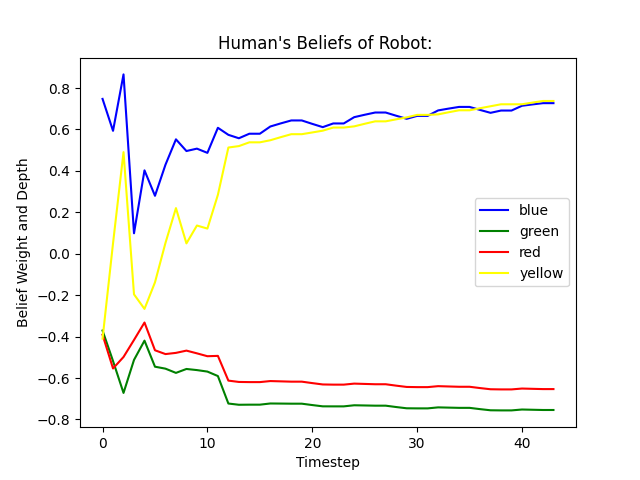 Human's Beliefs of Robot:
Belief Weight and Depth
0.8
0.6
0.4
0.2
0.0
−0.2
−0.4
−0.6
−0.8
blue
green
red
yellow
0 10 20 30 40
Timestep